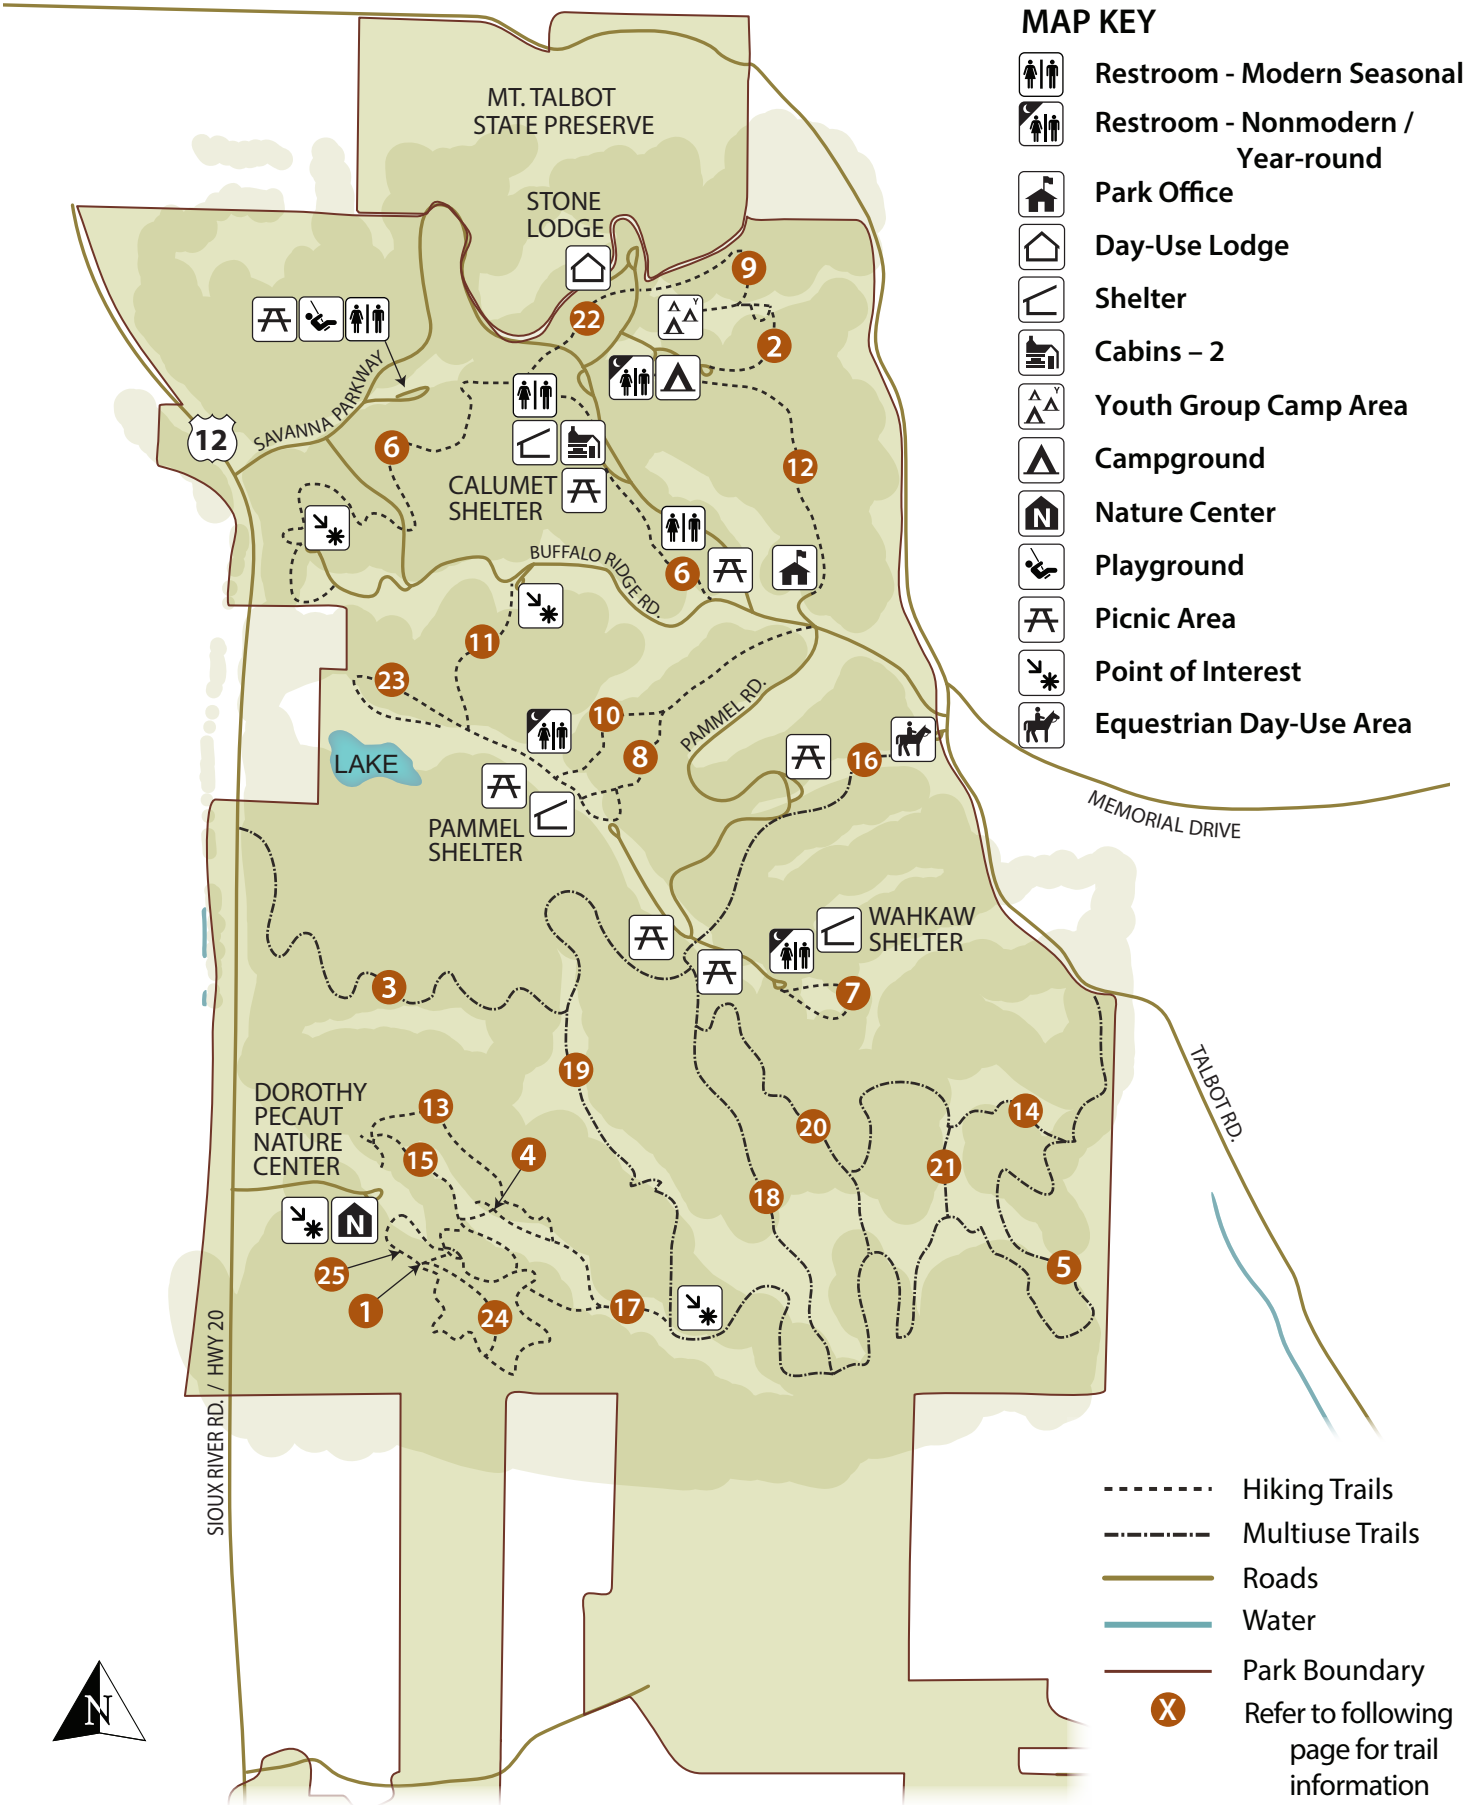 MAP KEY
Restroom - Modern Seasonal
Restroom - Nonmodern /
Year-round
Park Office
Day-Use Lodge
Shelter
Cabins – 2
Y
Youth Group Camp Area
Campground
N
Nature Center
Playground
Picnic Area
Point of Interest
Equestrian Day-Use Area
MT. TALBOT
STATE PRESERVE
STONE
LODGE
9
22
Y
2
SAVANNA PARKWAY
12
6
12
CALUMET
SHELTER
BUFFALO RIDGE RD.
6
11
23
10
PAMMEL RD.
8
16
LAKE
MEMORIAL DRIVE
PAMMEL
SHELTER
WAHKAW
SHELTER
3
7
19
TALBOT RD.
DOROTHY
PECAUT
NATURE
CENTER
13
14
20
15
4
21
18
N
25
5
1
24
17
SIOUX RIVER RD. / HWY 20
Hiking Trails
Multiuse Trails
Roads
Water
Park Boundary
X
Refer to following
page for trail
information
N